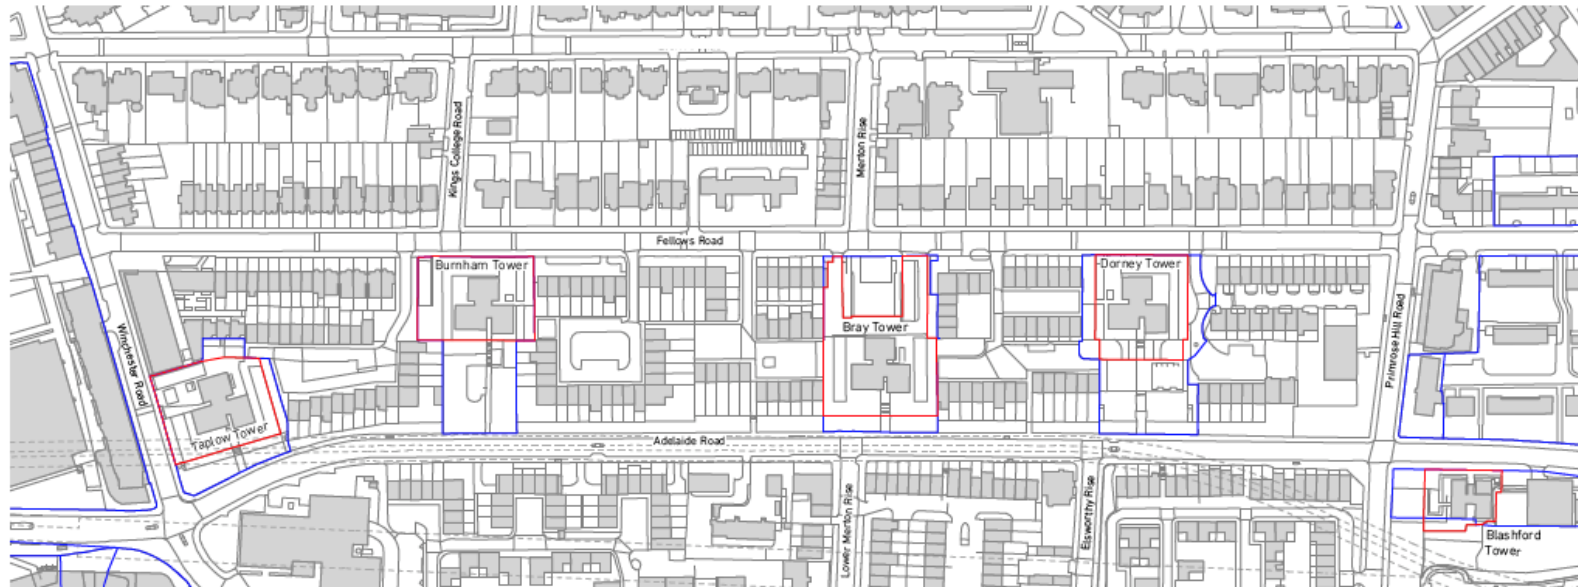 Kings College Road
Merton Rise
Fellows Road
Burnham Tower
Dorney Tower
Bray Tower
Winchester Road
Primrose Hill Road
Taplow Tower
Adelaide Road
Lower Merton Rise
Elsworthy Rise
Blashford
Tower